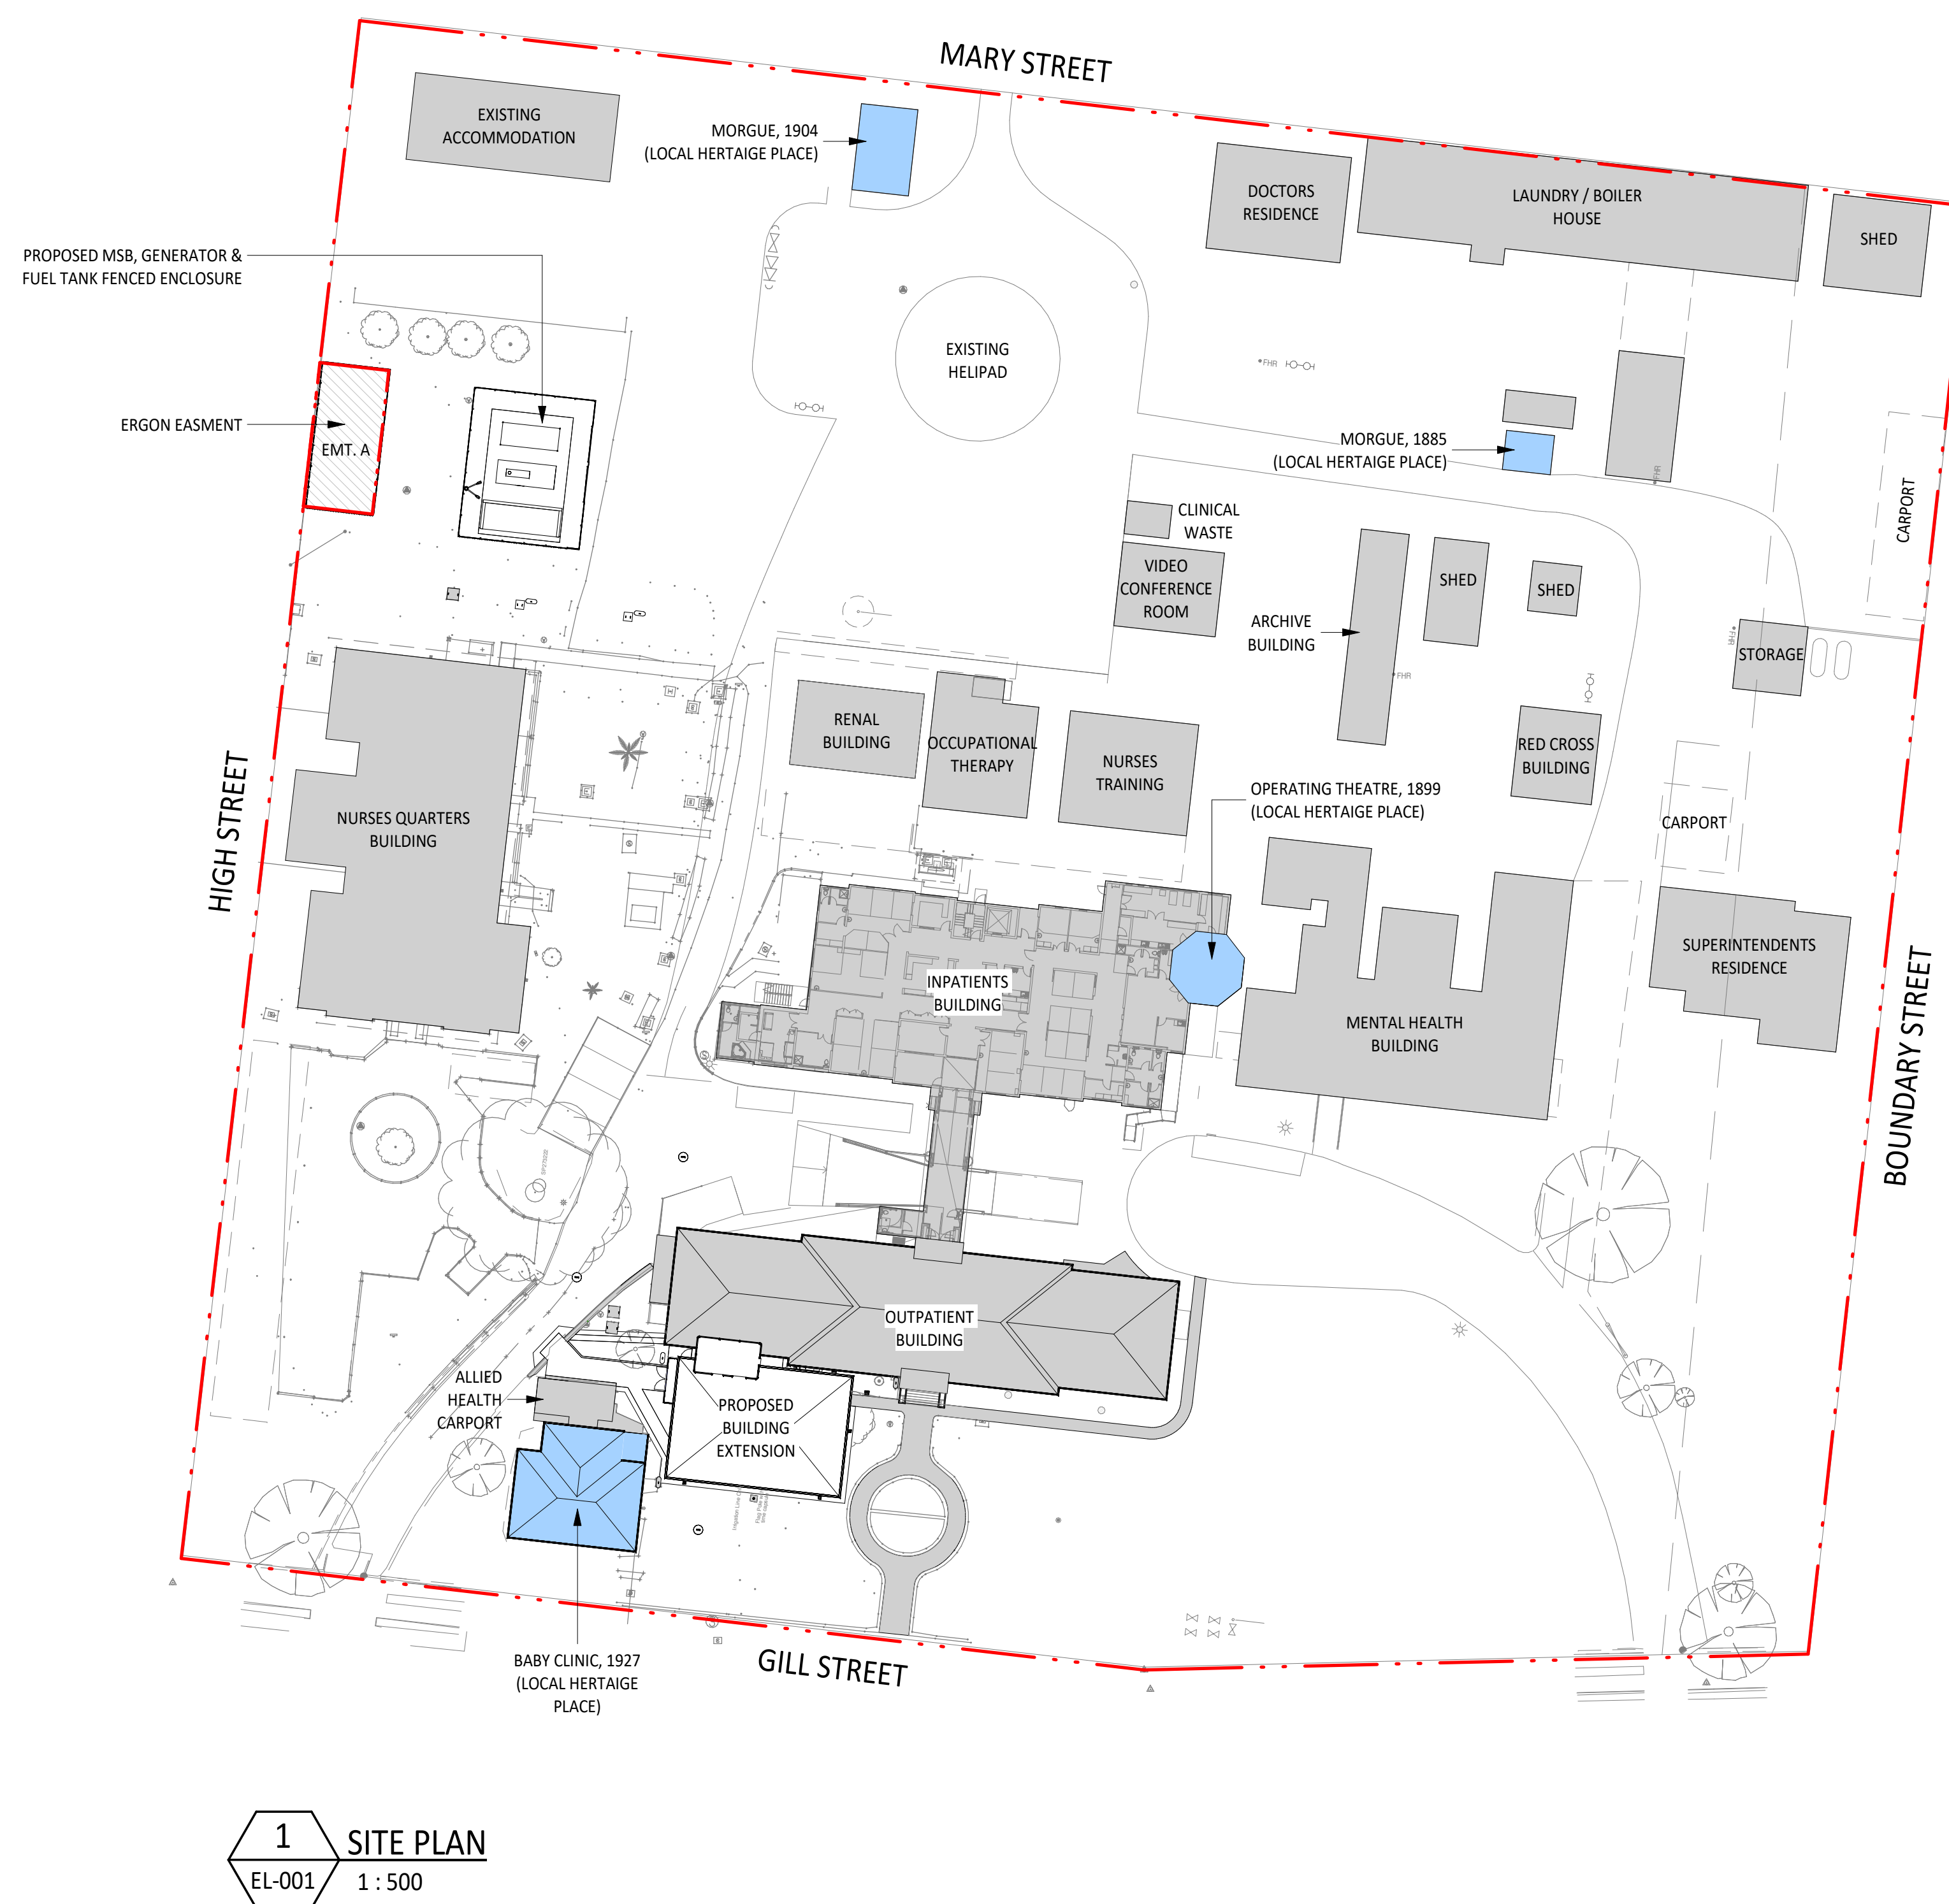 MARY STREET
EXISTING
ACCOMMODATION
MORGUE, 1904
(LOCAL HERTAIGE PLACE)
DOCTORS
RESIDENCE
LAUNDRY / BOILER
HOUSE
SHED
PROPOSED MSB, GENERATOR &
FUEL TANK FENCED ENCLOSURE
EXISTING
HELIPAD
FHR
ERGON EASMENT
EMT. A
MORGUE, 1885
(LOCAL HERTAIGE PLACE)
FHR
CARPORT
CLINICAL
WASTE
VIDEO
CONFERENCE
ROOM
ARCHIVE
BUILDING
SHED
SHED
FHR
STORAGE
FHR
RENAL
BUILDING
OCCUPATIONAL
THERAPY
NURSES
TRAINING
RED CROSS
BUILDING
HIGH STREET
NURSES QUARTERS
BUILDING
OPERATING THEATRE, 1899
(LOCAL HERTAIGE PLACE)
CARPORT
INPATIENTS
BUILDING
SUPERINTENDENTS
RESIDENCE
MENTAL HEALTH
BUILDING
BOUNDARY STREET
OUTPATIENT
BUILDING
ALLIED
HEALTH
CARPORT
PROPOSED
BUILDING
EXTENSION
BABY CLINIC, 1927
(LOCAL HERTAIGE
PLACE)
GILL STREET
1
SITE PLAN
EL-001
1 : 500